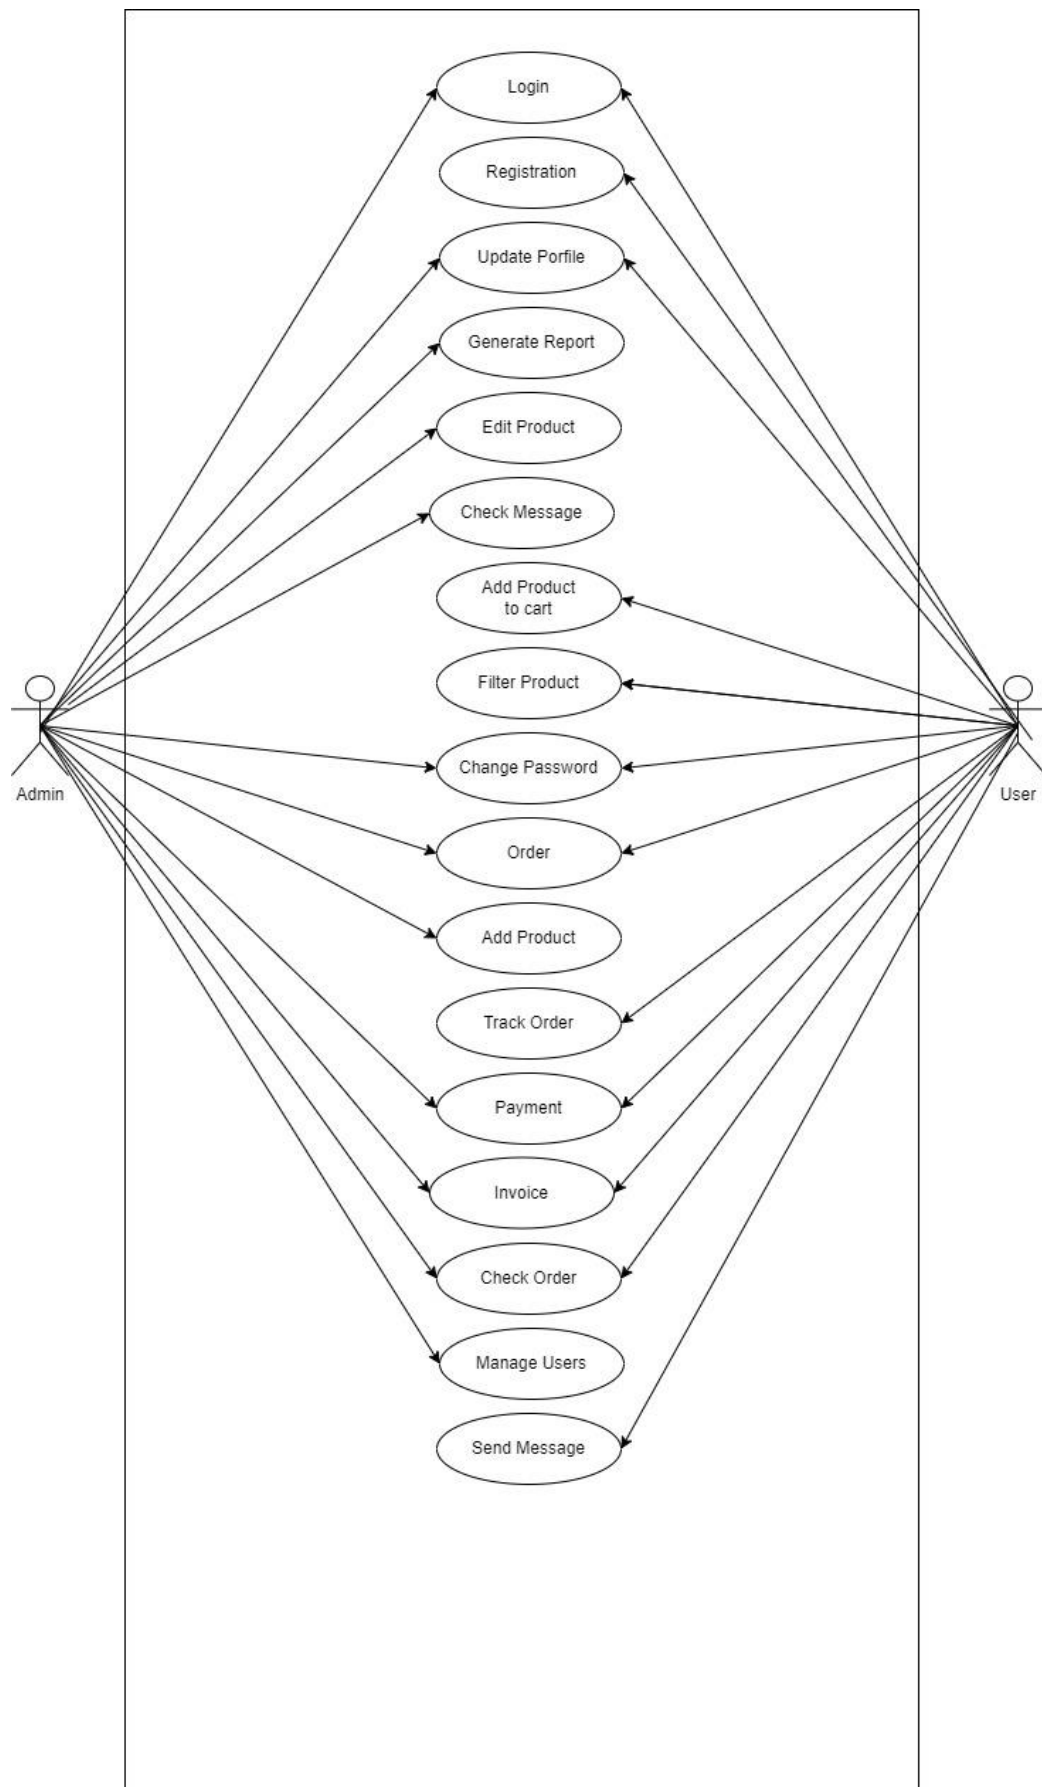 Login
Registration
Update Porfile
Generate Report
Edit Product
Check Message
Add Product
to cart
Filter Product
Change Password
Admin
User
Order
Add Product
Track Order
Payment
Invoice
Check Order
Manage Users
Send Message